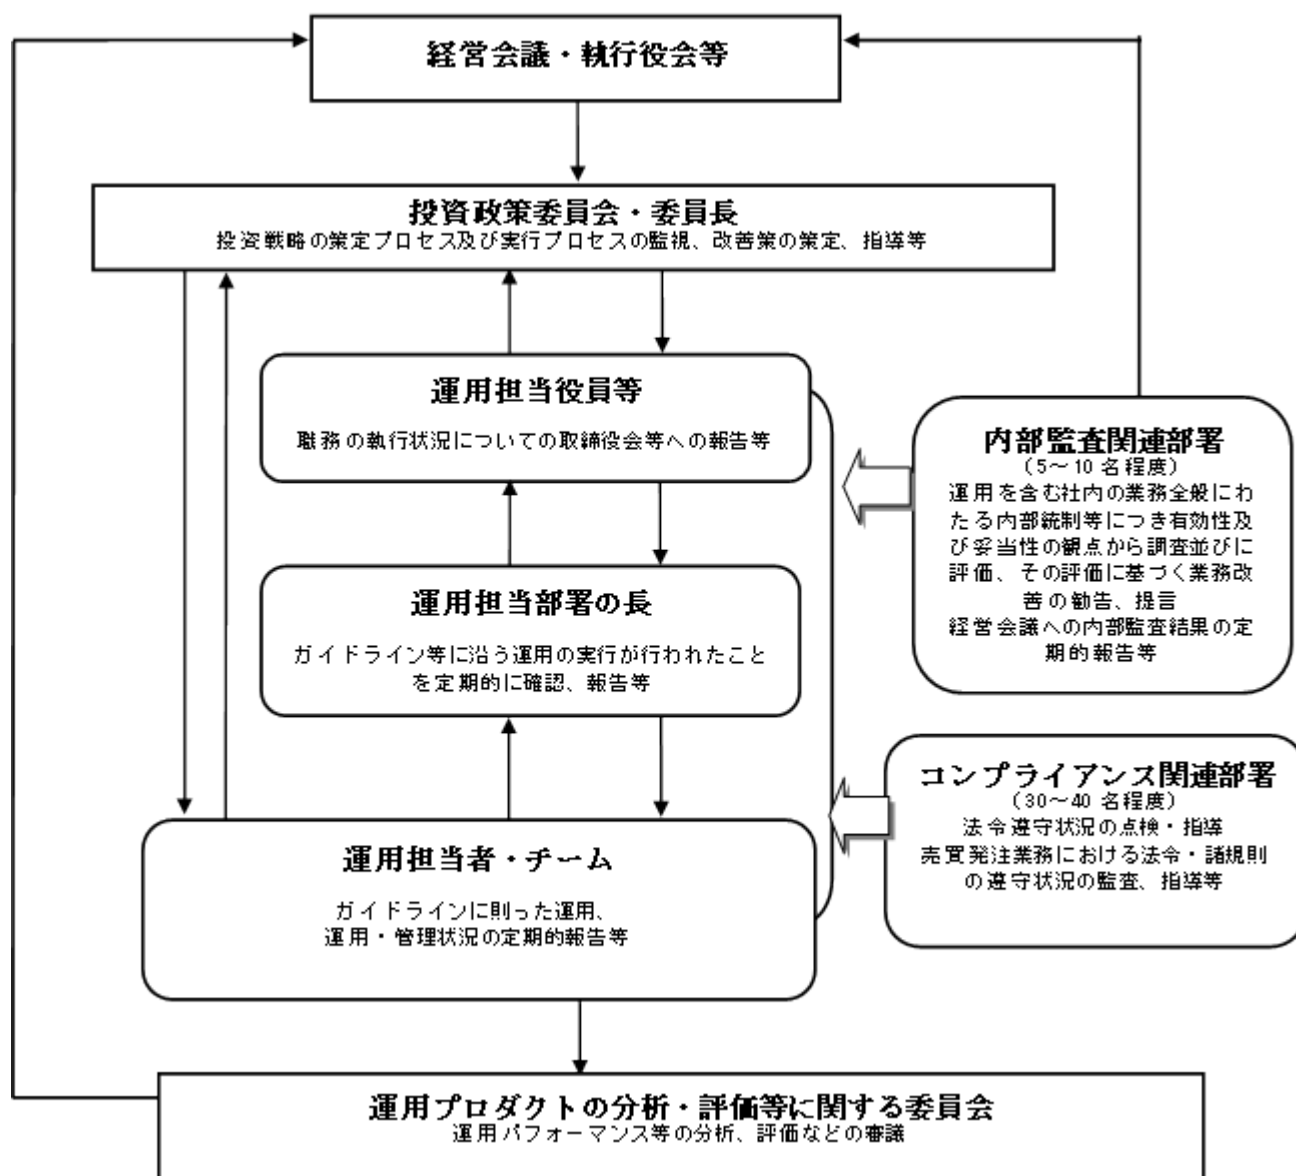 経営会議・執行役会等
投資政策委員会・委員長
投資戦略の策定プロセス及び実行プロセスの監視、改善策の策定、指導等
運用担当役員等
職務の執行状況についての取締役会等への報告等
運用担当部署の長
ガイドライン等に沿う運用の実行が行われたこと
を定期的に確認、報告等
運用担当者・チーム
ガイドラインに則った運用、
運用・管理状況の定期的報告等
内部監査関連部署
（5～10 名程度）
運用を含む社内の業務全般にわ
たる内部統制等につき有効性及
び妥当性の観点から調査並びに
評価、その評価に基づく業務改
善の勧告、提言
経営会議への内部監査結果の定
期的報告等
コンプライアンス関連部署
（30～40 名程度）
法令遵守状況の点検・指導
売買発注業務における法令・諸規則
の遵守状況の監査、指導等
運用プロダクトの分析・評価等に関する委員会
運用パフォーマンス等の分析、評価などの審議